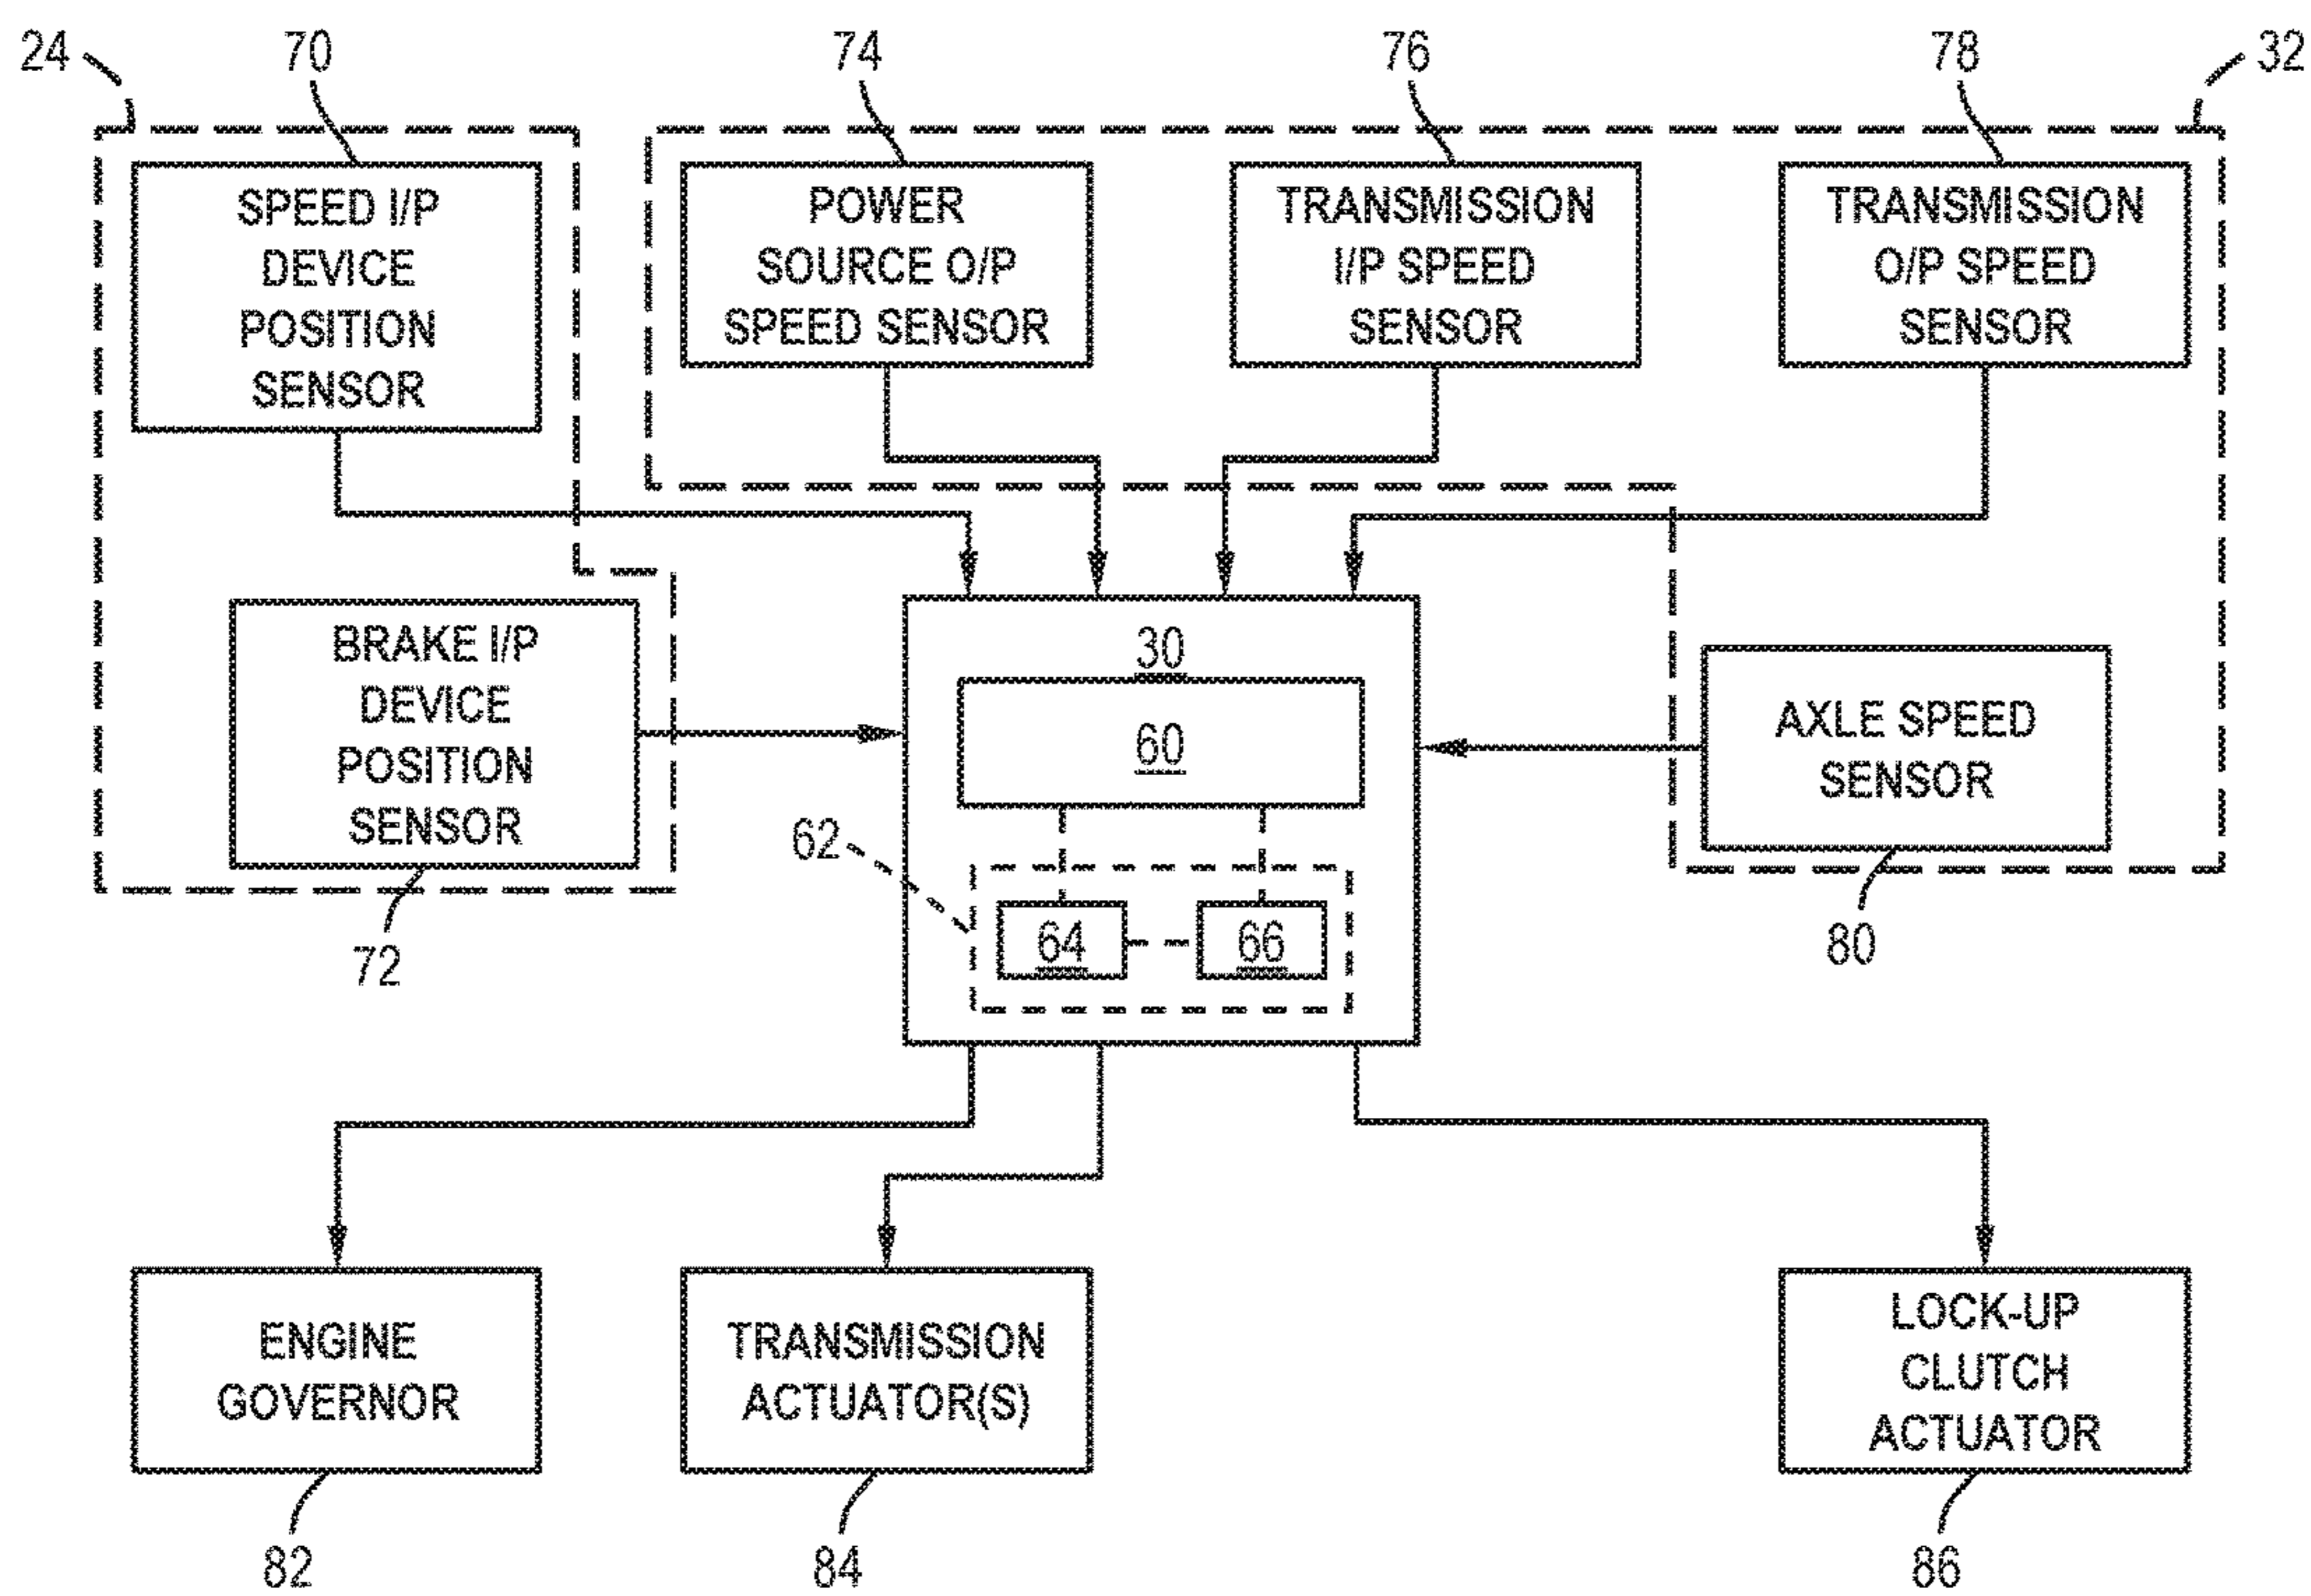 24
70
74
76
78
32
SPEED I/P
DEVICE
POSITION
SENSOR
POWER
SOURCE O/P
SPEED SENSOR
TRANSMISSION
I/P SPEED
SENSOR
TRANSMISSION
O/P SPEED
SENSOR
BRAKE I/P
DEVICE
POSITION
SENSOR
72
30
60
62
64
66
AXLE SPEED
SENSOR
80
ENGINE
GOVERNOR
82
TRANSMISSION
ACTUATOR(S)
84
LOCK-UP
CLUTCH
ACTUATOR
86